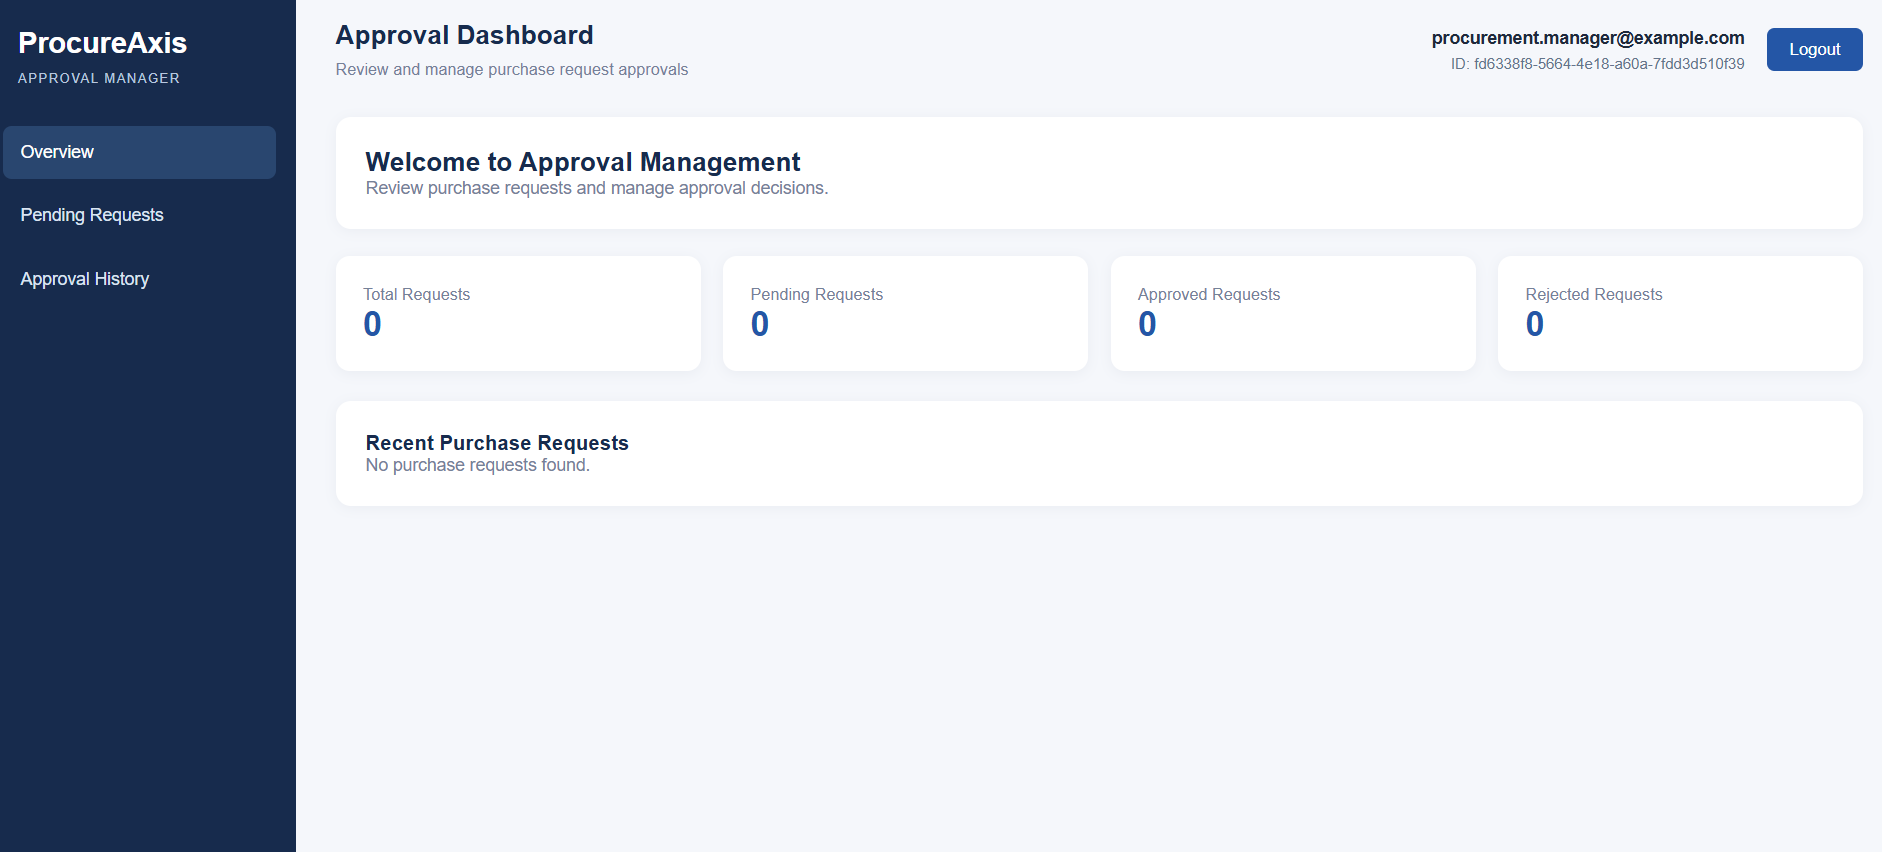 ProcureAxis
APPROVAL MANAGER
Overview
Pending Requests
Approval History
Approval Dashboard
Review and manage purchase request approvals
procurement.manager@example.com
ID: fd6338f8-5664-4e18-a60a-7fdd3d510f39
Logout
Welcome to Approval Management
Review purchase requests and manage approval decisions.
Total Requests
0
Pending Requests
0
Approved Requests
0
Rejected Requests
0
Recent Purchase Requests
No purchase requests found.